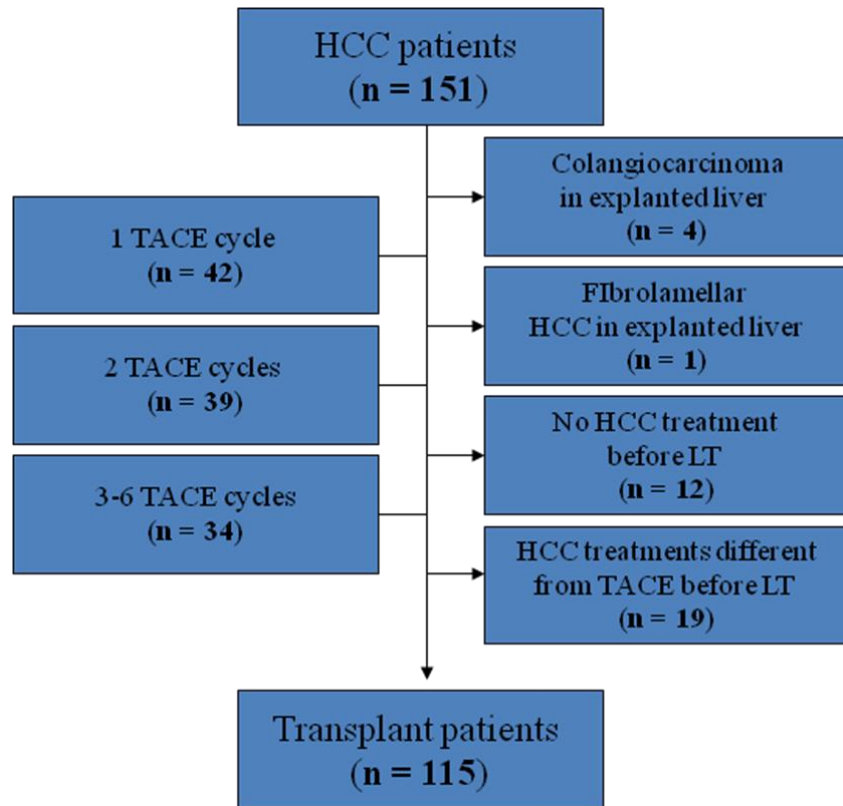 HCC patients
(n = 151)
Colangiocarcinoma
in explanted liver
(n = 4)
1 TACE cycle
(n = 42)
FIbrolamellar
HCC in explanted liver
(n = 1)
2 TACE cycles
(n = 39)
No HCC treatment
before LT
(n = 12)
3-6 TACE cycles
(n = 34)
HCC treatments different
from TACE before LT
(n = 19)
Transplant patients
(n = 115)